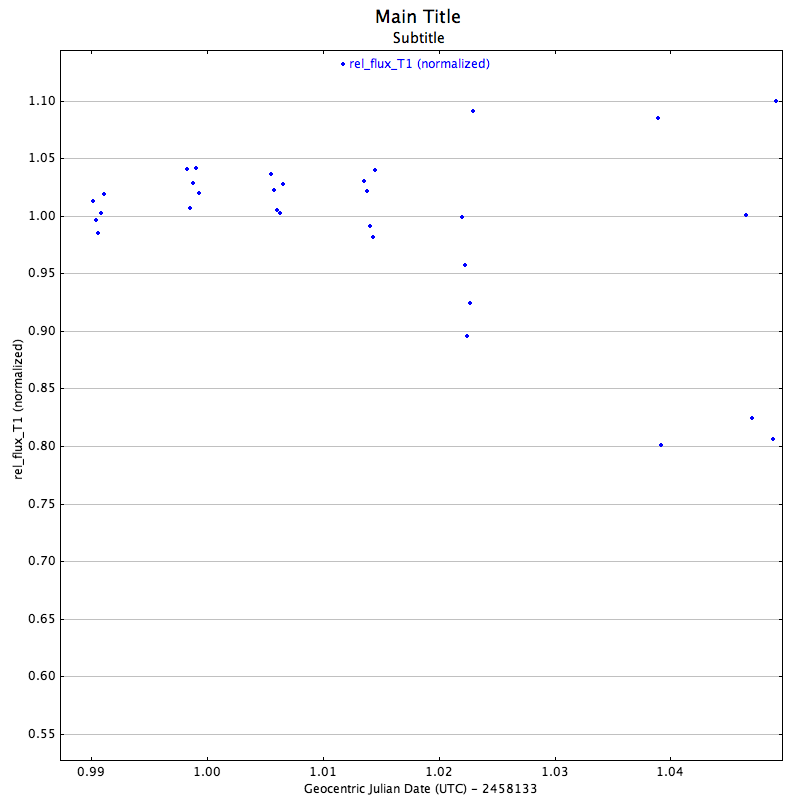 Main Title
Subtitle
rel_flux_T1 (normalized)
1.10
1.05
1.00
0.95
0.90
0.85
0.80
0.75
0.70
0.65
0.60
0.55
rel_flux_T1 (normalized)
0.99 1.00 1.01 1.02 1.03 1.04
Geocentric Julian Date (UTC) - 2458133